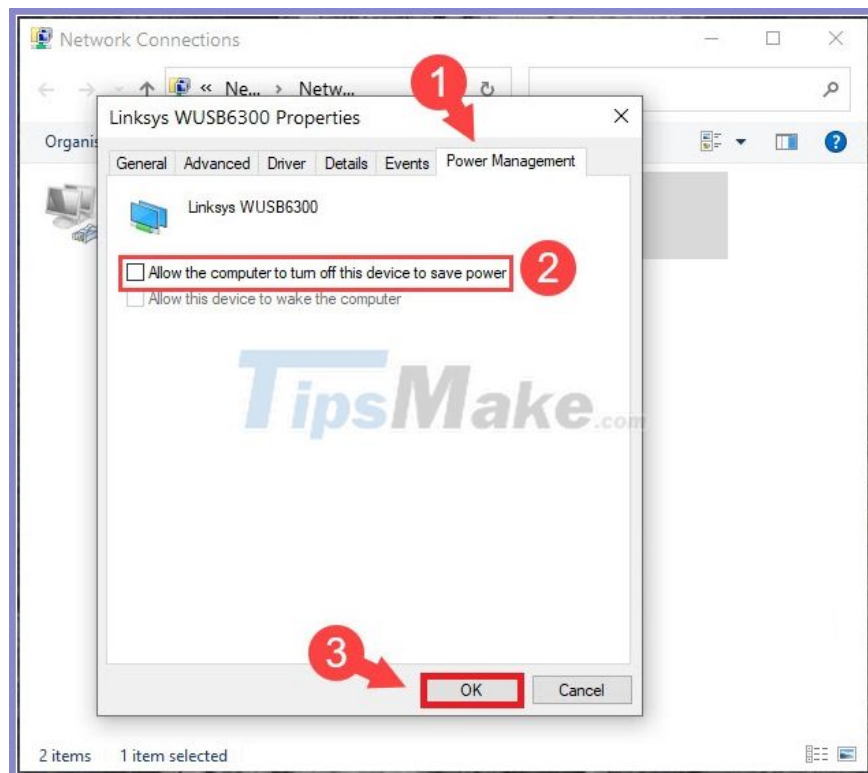 Network Connections
« Ne... > Netw...
1
Linksys WUSB6300 Properties
Organis
General Advanced Driver Details Events Power Management
Linksys WUSB6300
Allow the computer to turn off this device to save power
2
Allow this device to wake the computer
TipsMake.com
3
OK Cancel
2 items 1 item selected